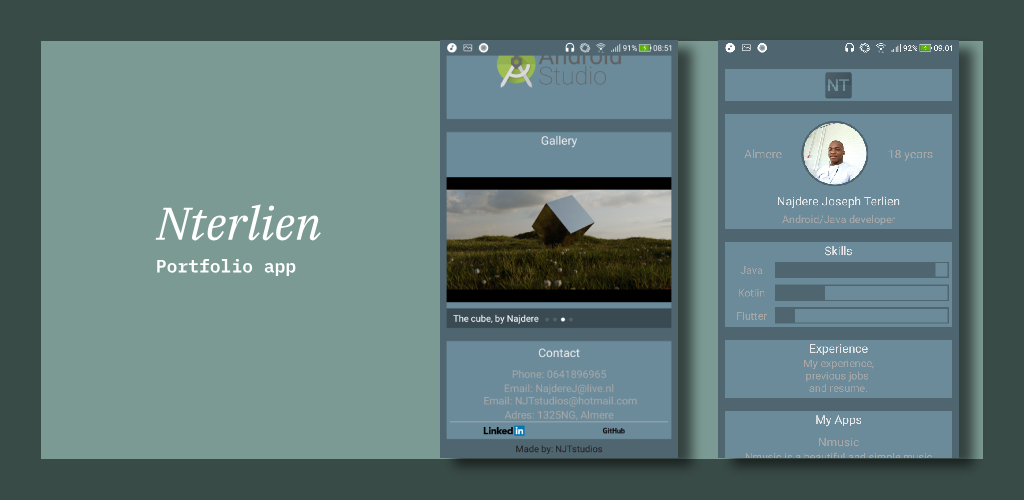 Nterlien
Portfolio app
91% 08:51
Android
Studio
Gallery
The cube, by Najdere
Contact
Phone: 0641896965
Email: NajdereJ@live.nl
Email: NJTstudios@hotmail.com
Adres: 1325NG, Almere
Linked in GitHub
Made by: NJTstudios
92% 09:01
NT
Almere 18 years
Najdere Joseph Terlien
Android/Java developer
Skills
Java
Kotlin
Flutter
Experience
My experience,
previous jobs
and resume.
My Apps
Nmusic
Nmusic is a beautiful and simple music